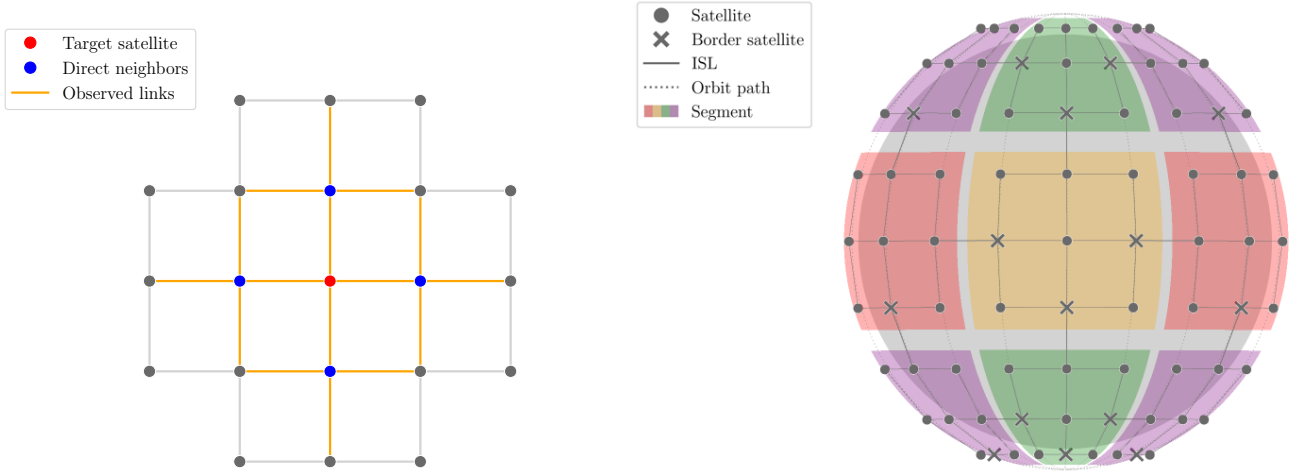 Target satellite
Direct neighbors
Observed links
Satellite
Border satellite
ISL
Orbit path
Segment